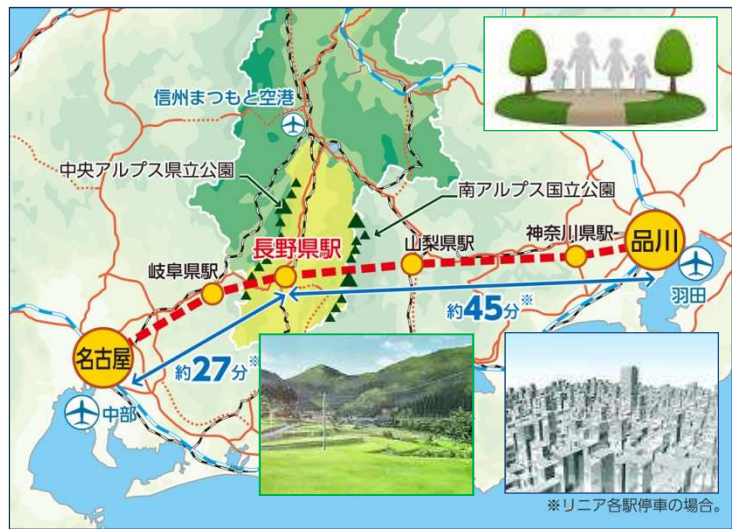 信州まつもと空港
中央アルプス県立公園
南アルプス国立公園
長野県駅
岐阜県駅
山梨県駅
神奈川県駅
品川
羽田
約45分※
名古屋
約27分※
中部
※リニア各駅停車の場合。